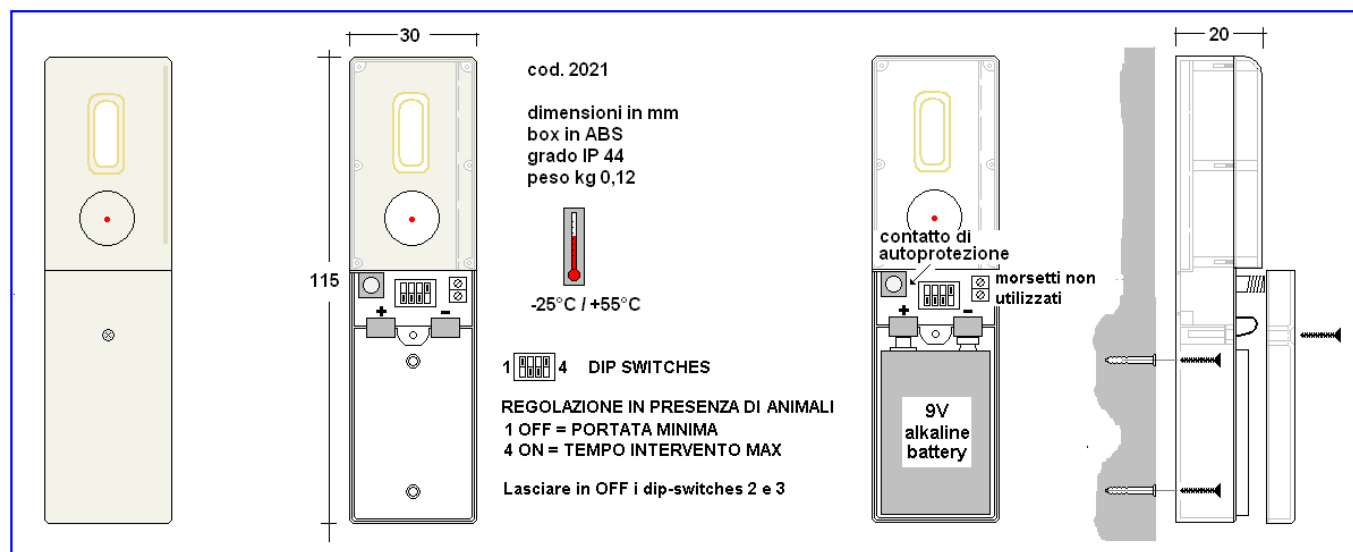 30
115
cod. 2021
dimensioni in mm
box in ABS
grado IP 44
peso kg 0,12
-25°C / +55°C
+ -
1 4 DIP SWITCHES
REGOLAZIONE IN PRESENZA DI ANIMALI
1 OFF = PORTATA MINIMA
4 ON = TEMPO INTERVENTO MAX
Lasciare in OFF i dip-switches 2 e 3
contatto di
autoprotezione
morsetti non
utilizzati
+ -
9V
alkaline
battery
20